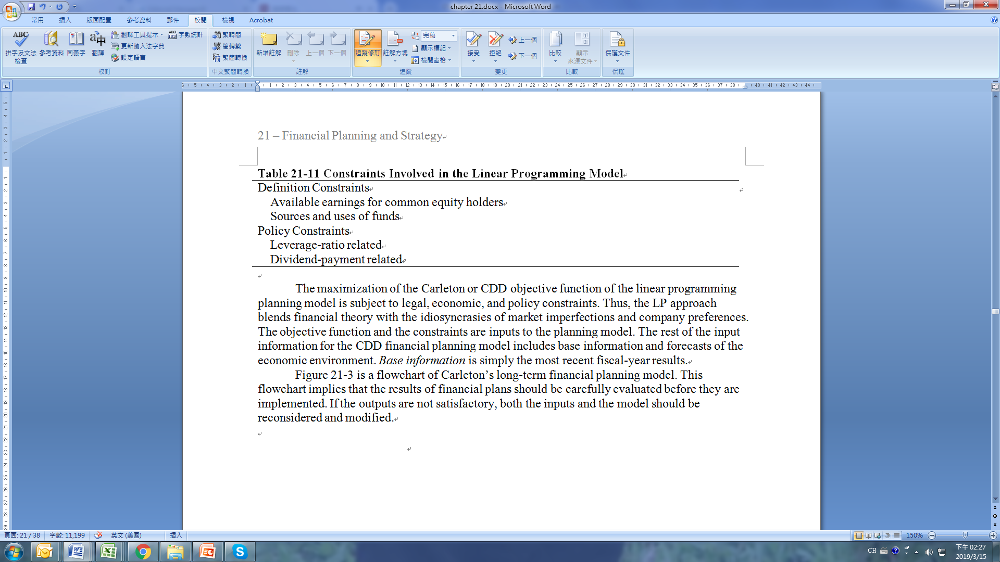 chapter 21.docx - Microsoft Word
常用 插入 版面配置 參考資料 郵件 校閱 檢視 Acrobat
ABC 拼字及文法檢查 參考資料 同義字 翻譯 翻譯工具提示 字數統計
更新輸入法字典
設定語言
校訂
繁轉簡
簡轉繁
繁簡轉換
中文繁簡轉換
新增註解 刪除 上一個 下一個
註解
追蹤修訂 註解方塊 完稿
顯示標記
檢閱窗格
追蹤
接受 拒絕 上一個
下一個
變更
比較 顯示來源文件
比較
保護文件
保護
21 – Financial Planning and Strategy
Table 21-11 Constraints Involved in the Linear Programming Model
Definition Constraints
Available earnings for common equity holders
Sources and uses of funds
Policy Constraints
Leverage-ratio related
Dividend-payment related
The maximization of the Carleton or CDD objective function of the linear programming
planning model is subject to legal, economic, and policy constraints. Thus, the LP approach
blends financial theory with the idiosyncrasies of market imperfections and company preferences.
The objective function and the constraints are inputs to the planning model. The rest of the input
information for the CDD financial planning model includes base information and forecasts of the
economic environment. Base information is simply the most recent fiscal-year results.
Figure 21-3 is a flowchart of Carleton’s long-term financial planning model. This
flowchart implies that the results of financial plans should be carefully evaluated before they are
implemented. If the outputs are not satisfactory, both the inputs and the model should be
reconsidered and modified.
頁面: 21 / 38 字數: 11,199 英文 (美國) 插入 150%
CH 下午 02:27
2019/3/15